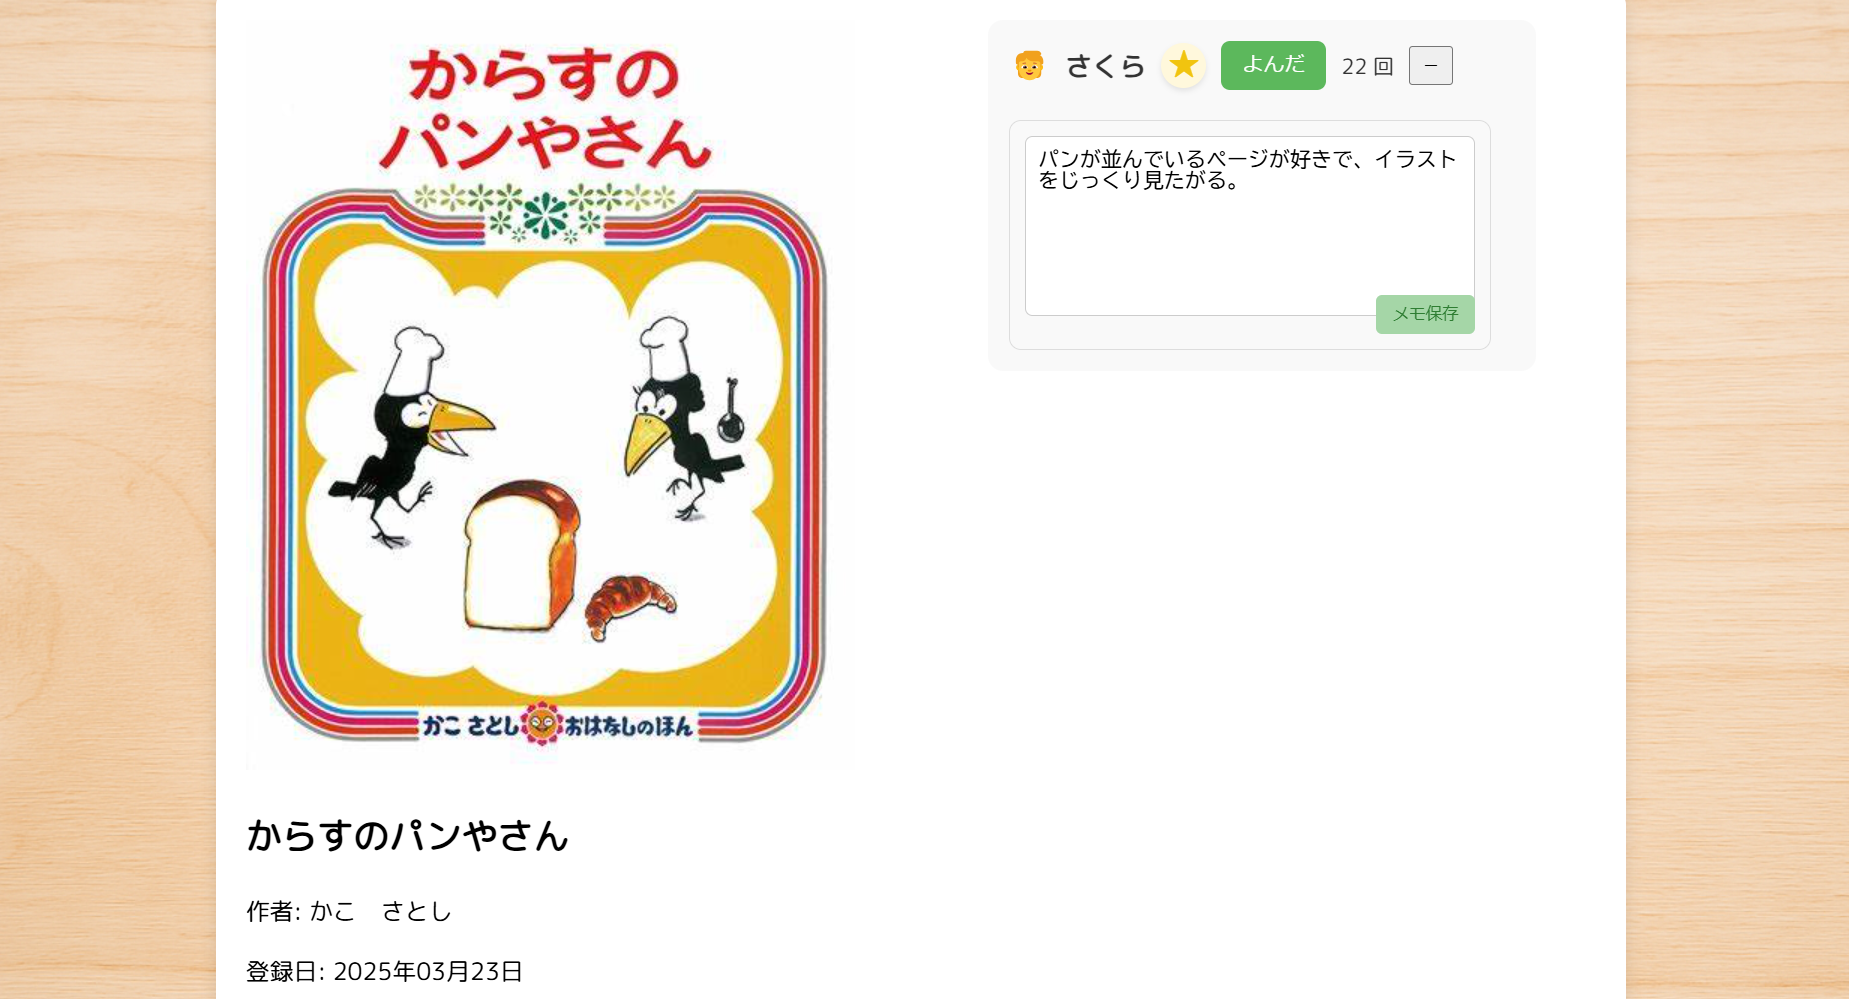 からすの
パンやさん
かこ さとし おはなしのほん
からすのパンやさん
作者: かこ　さとし
登録日: 2025年03月23日
さくら よんだ 22 回 −
パンが並んでいるページが好きで、イラスト
をじっくり見たがる。
メモ保存